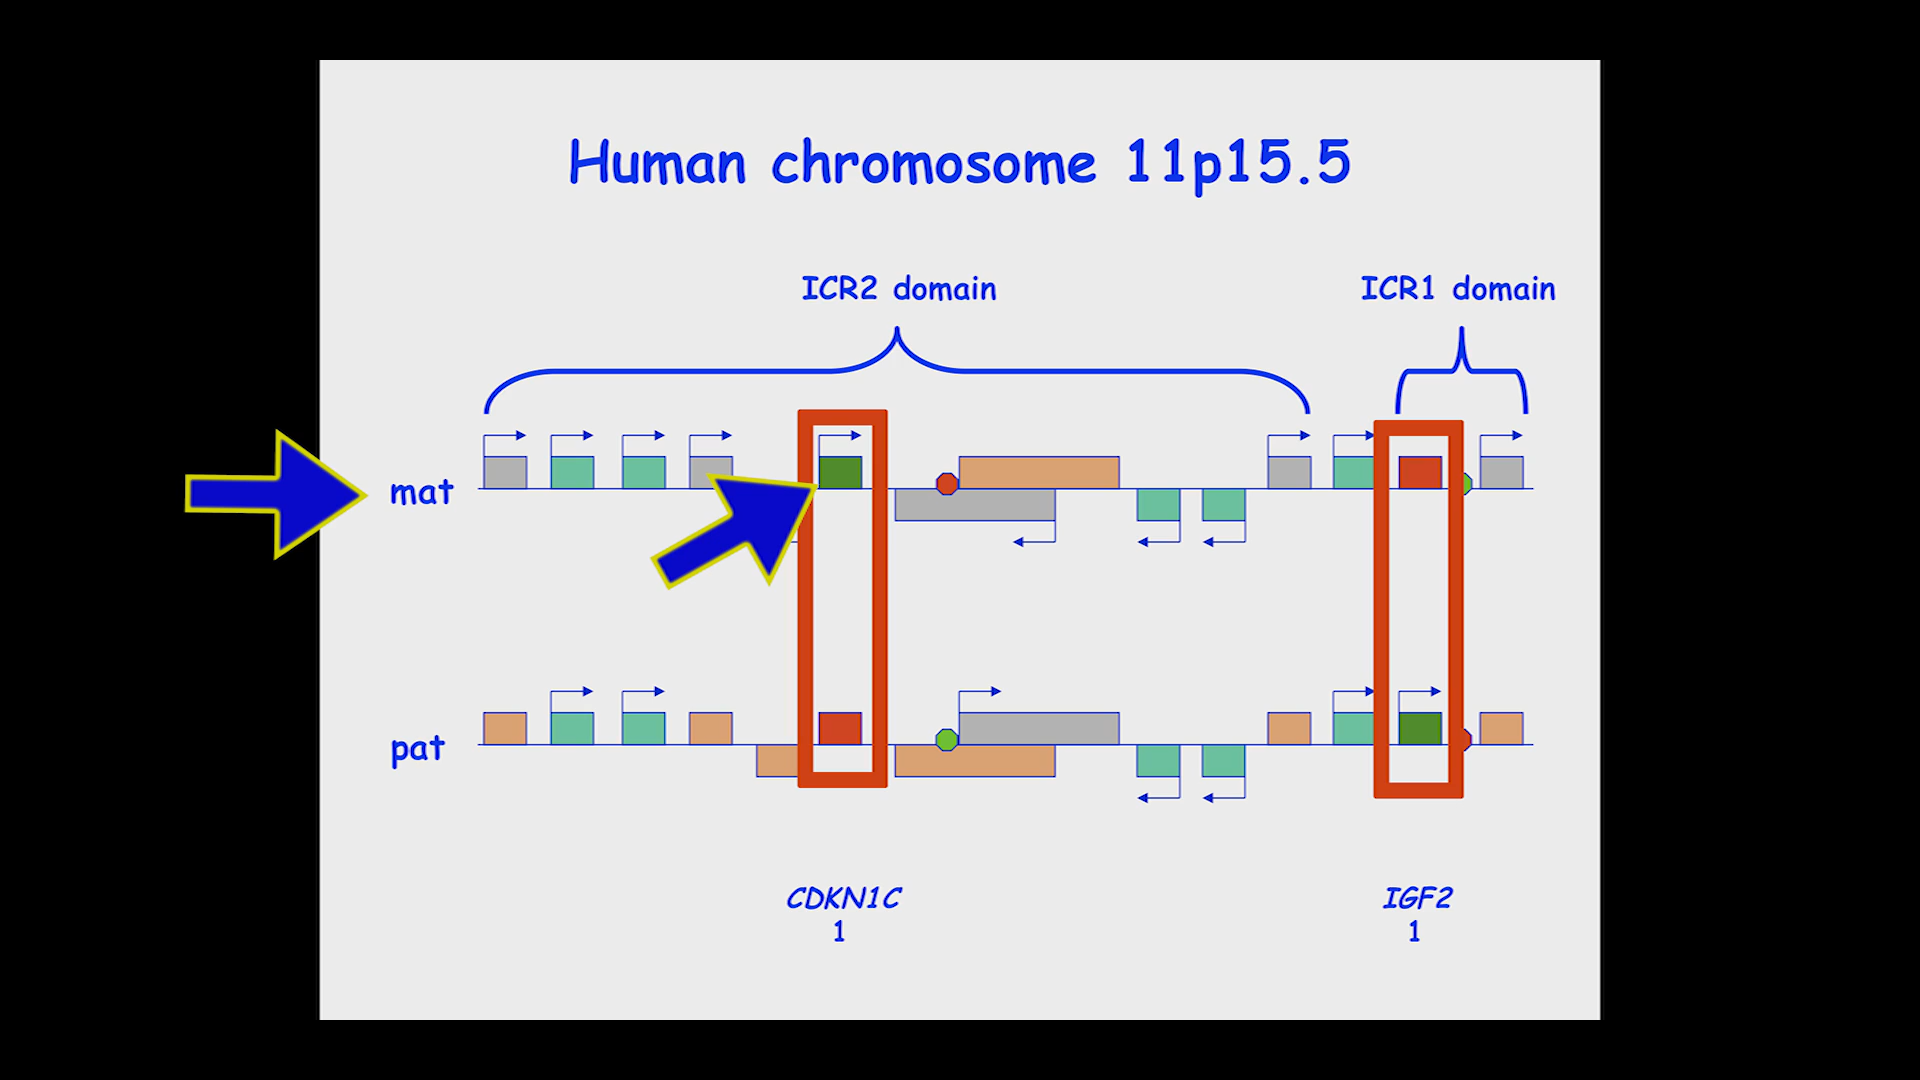 Human chromosome 11p15.5
ICR2 domain
ICR1 domain
mat
pat
CDKN1C
1
IGF2
1